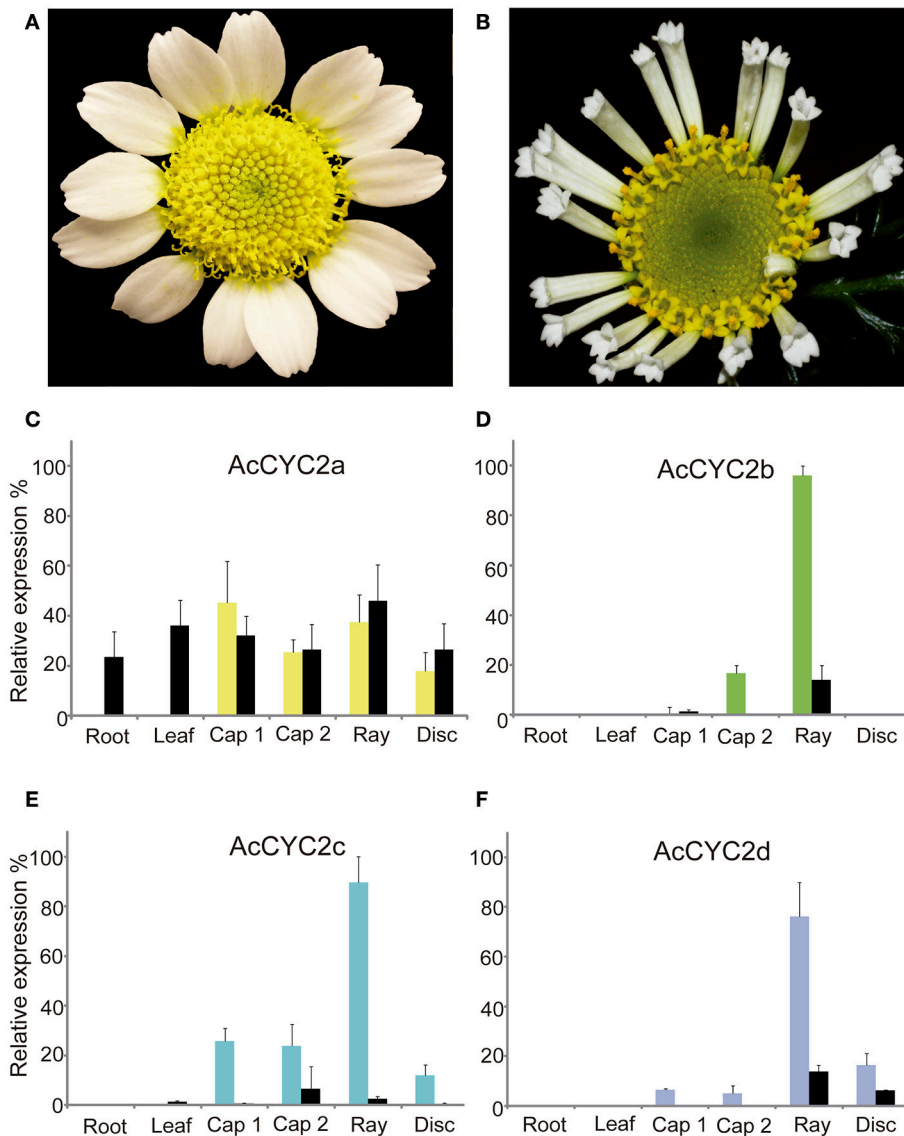 A
B
C
D
AcCYC2a
AcCYC2b
Relative expression %
100
80
60
40
20
0
Root Leaf Cap 1 Cap 2 Ray Disc
100
80
60
40
20
0
Root Leaf Cap 1 Cap 2 Ray Disc
E
F
AcCYC2c
AcCYC2d
Relative expression %
100
80
60
40
20
0
Root Leaf Cap 1 Cap 2 Ray Disc
100
80
60
40
20
0
Root Leaf Cap 1 Cap 2 Ray Disc